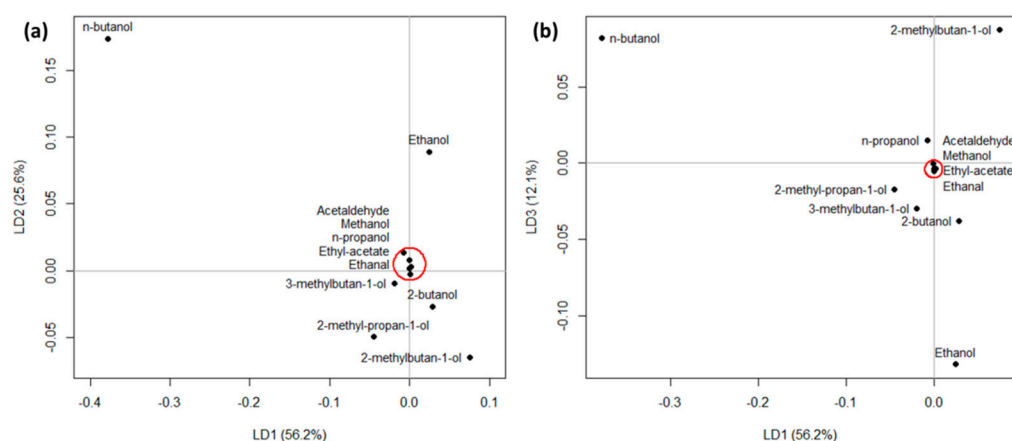 (a)
n-butanol
Ethanol
Acetaldehyde
Methanol
n-propanol
Ethyl-acetate
Ethanal
3-methylbutan-1-ol
2-butanol
2-methyl-propan-1-ol
2-methylbutan-1-ol
LD2 (25.6%)
0.15
0.10
0.05
0.00
-0.05
-0.4
-0.3
-0.2
-0.1
0.0
0.1
LD1 (56.2%)
(b)
2-methylbutan-1-ol
n-butanol
n-propanol
Acetaldehyde
Methanol
Ethyl-acetate
Ethanal
2-methyl-propan-1-ol
3-methylbutan-1-ol
2-butanol
Ethanol
LD3 (12.1%)
0.05
0.00
-0.05
-0.10
-0.3
-0.2
-0.1
0.0
LD1 (56.2%)